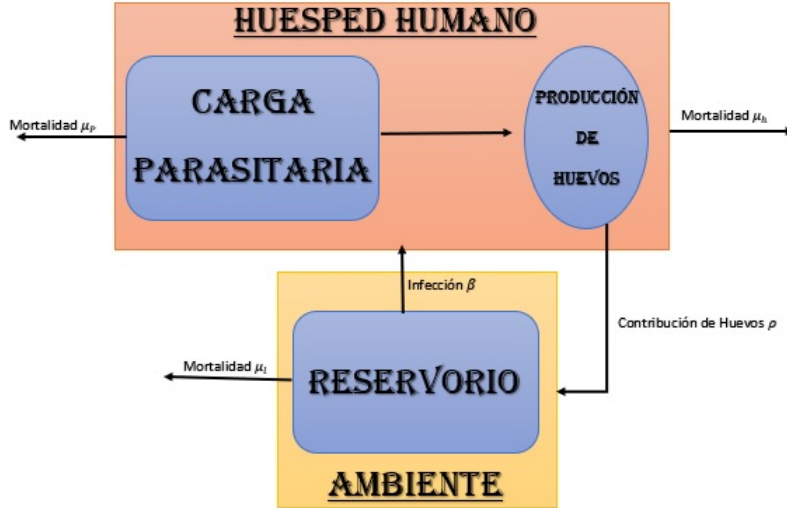 HUESPED HUMANO
CARGA
PARASITARIA
PRODUCCIÓN
DE
HUEVOS
Mortalidad μₚ
Mortalidad μₕ
Infección β
Contribución de Huevos ρ
Mortalidad μₗ
RESERVORIO
AMBIENTE